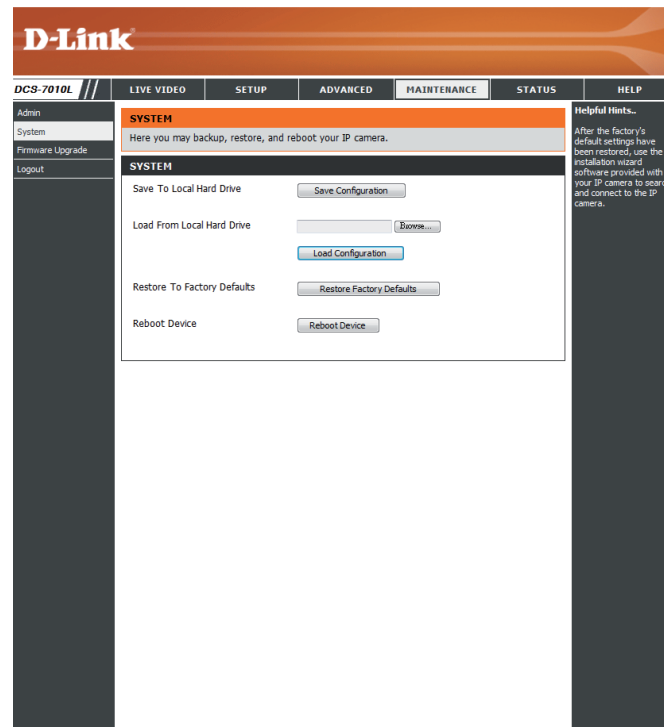 D-Link
DCS-7010L
LIVE VIDEO
SETUP
ADVANCED
MAINTENANCE
STATUS
HELP
Admin
System
Firmware Upgrade
Logout
SYSTEM
Here you may backup, restore, and reboot your IP camera.
SYSTEM
Save To Local Hard Drive
Save Configuration
Load From Local Hard Drive
Browse...
Load Configuration
Restore To Factory Defaults
Restore Factory Defaults
Reboot Device
Reboot Device
Helpful Hints..
After the factory's
default settings have
been restored, use the
installation wizard
software provided with
your IP camera to searc
and connect to the IP
camera.